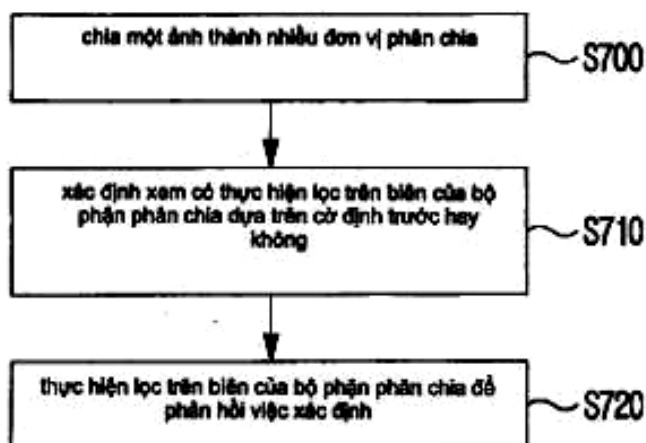 chia một ảnh thành nhiều đơn vị phân chia
S700
xác định xem có thực hiện lọc trên biên của bộ
phận phân chia dựa trên cờ định trước hay
không
S710
thực hiện lọc trên biên của bộ phận phân chia để
phản hồi việc xác định
S720